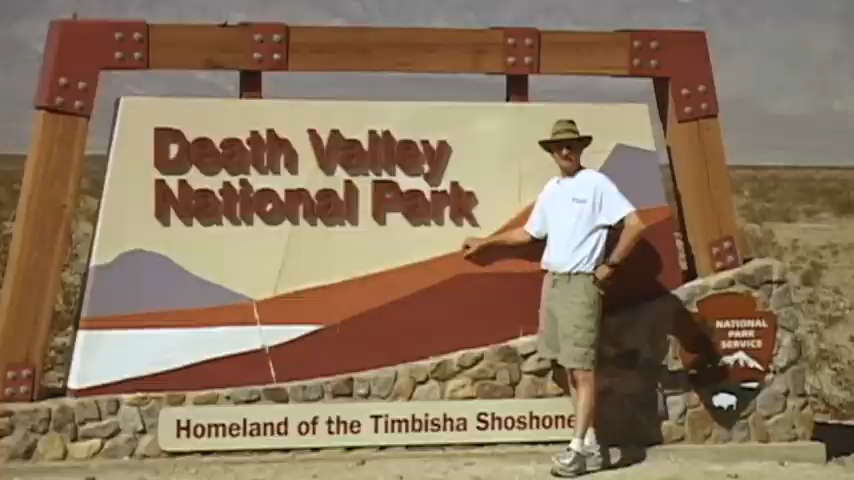 Death Valley
National Park
NATIONAL
PARK
SERVICE
Homeland of the Timbisha Shoshone